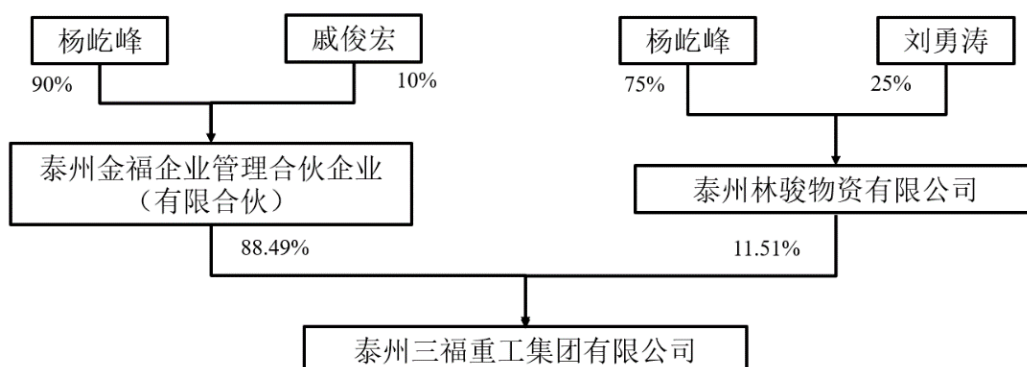 杨屹峰
戚俊宏
杨屹峰
刘勇涛
90%
10%
75%
25%
泰州金福企业管理合伙企业
（有限合伙）
泰州林骏物资有限公司
88.49%
11.51%
泰州三福重工集团有限公司